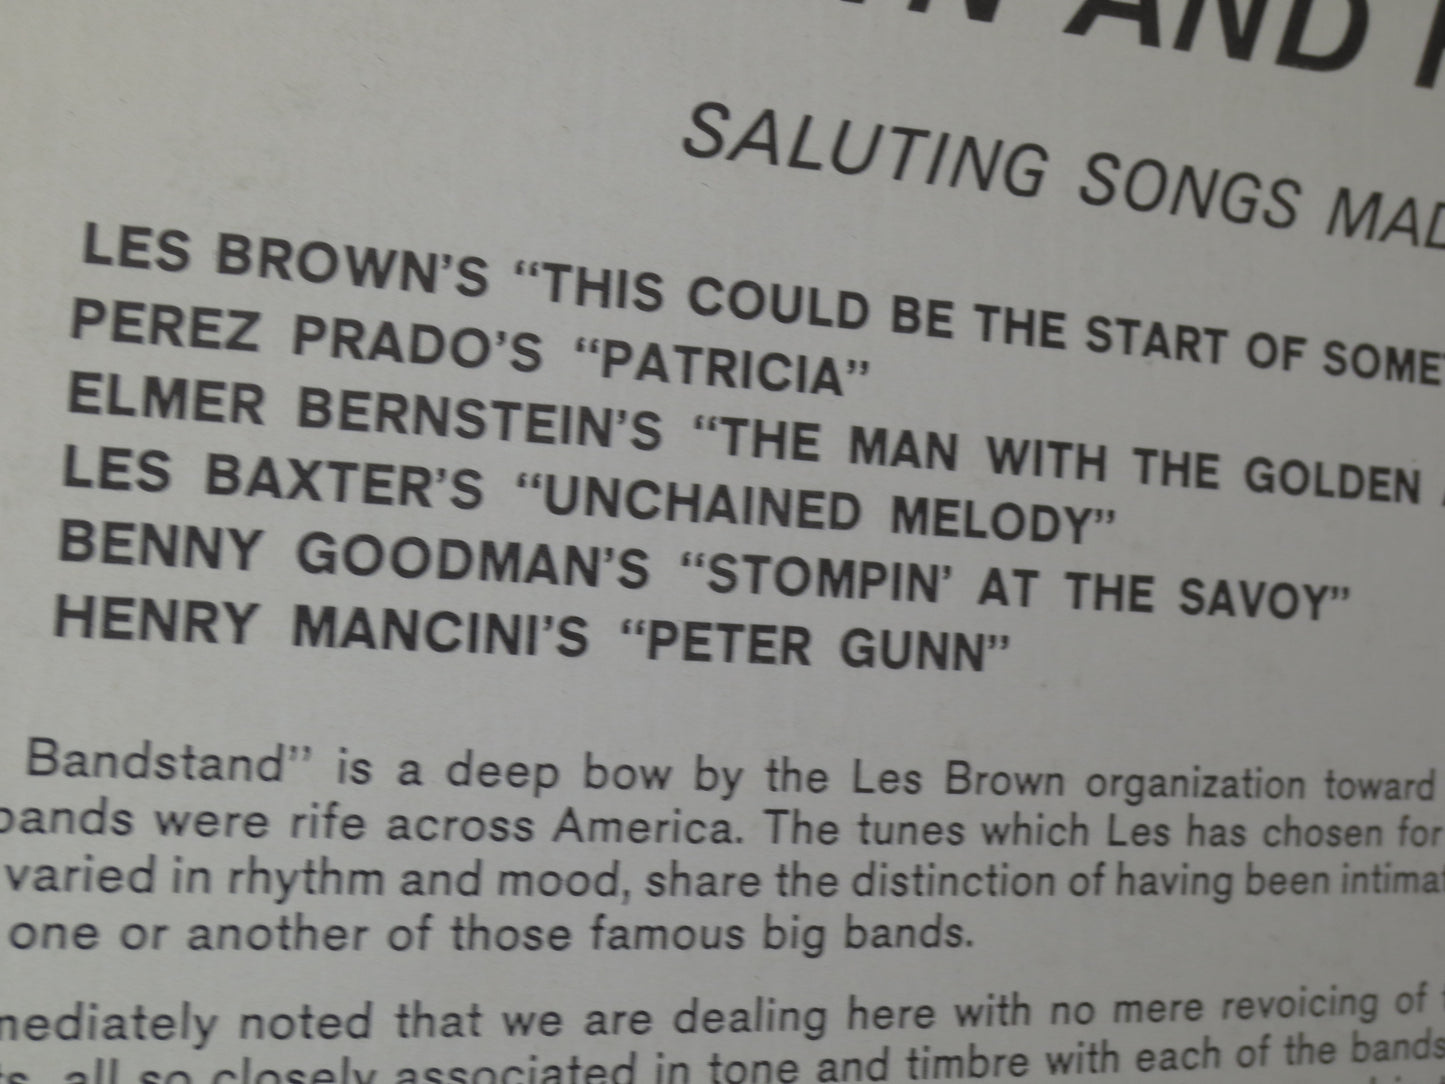 AND
SALUTING SONGS
LES BROWN'S “THIS COULD BE THE START OF
PEREZ PRADO'S “PATRICIA”
ELMER BERNSTEIN'S “THE MAN WITH THE GOLDEN
LES BAXTER'S “UNCHAINED MELODY”
BENNY GOODMAN'S “STOMPIN' AT THE SAVOY”
HENRY MANCINI'S “PETER GUNN”
Bandstand” is a deep bow by the Les Brown organization toward
bands were rife across America. The tunes which Les has chosen for
varied in rhythm and mood, share the distinction of having been
one or another of those famous big bands.
noted that we are dealing here with no mere revoicing of
all so closely associated in tone and timbre with each of the bands